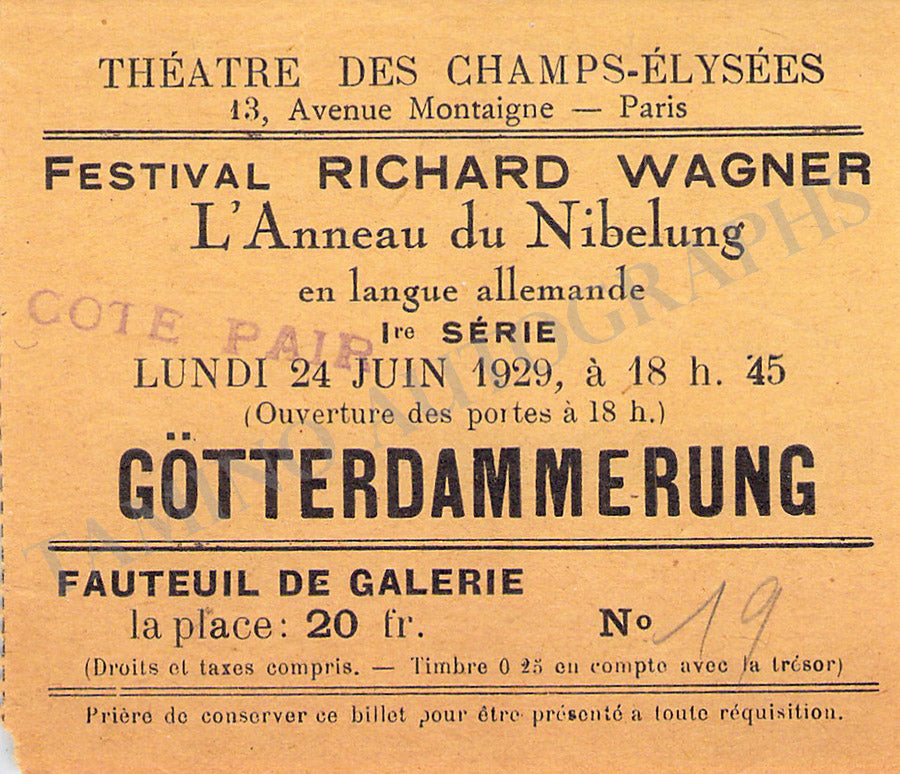 THÉATRE DES CHAMPS-ÉLYSÉES
13, Avenue Montaigne — Paris
FESTIVAL RICHARD WAGNER
L'Anneau du Nibelung
en langue allemande
COTE PAIR
1re SÉRIE
LUNDI 24 JUIN 1929, à 18 h. 45
(Ouverture des portes à 18 h.)
GÖTTERDAMMERUNG
FAUTEUIL DE GALERIE
la place: 20 fr. No 19
(Droits et taxes compris. — Timbre 0 25 en compte avec la trésor)
Prière de conserver ce billet pour être présenté a toute réquisition.
TAMINO AUTOGRAPHS